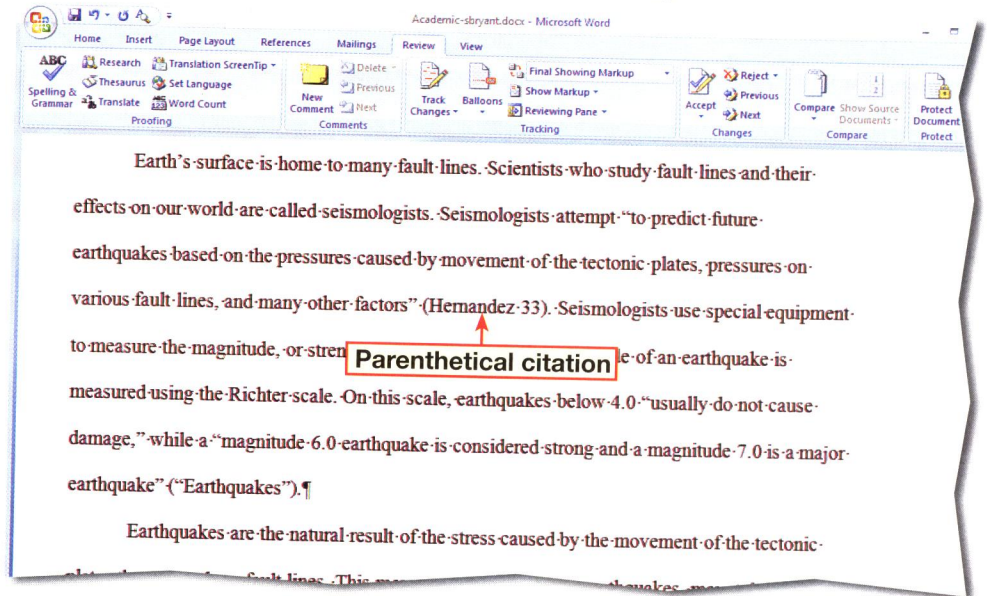 Academic-sbryant.docx - Microsoft Word
Home Insert Page Layout References Mailings Review View
ABC Research Translation ScreenTip Delete Final Showing Markup Reject
Thesaurus Set Language Previous Show Markup Previous
Spelling & Grammar Translate Word Count New Comment Next Track Changes Balloons Reviewing Pane Accept Next Compare Show Source Documents Protect Document
Proofing Comments Tracking Changes Compare Protect
Earth's·surface·is·home·to·many·fault·lines.·Scientists·who·study·fault·lines·and·their·
effects·on·our·world·are·called·seismologists.·Seismologists·attempt·“to·predict·future·
earthquakes·based·on·the·pressures·caused·by·movement·of·the·tectonic·plates,·pressures·on·
various·fault·lines,·and·many·other·factors”·(Hernandez·33).·Seismologists·use·special·equipment·
to·measure·the·magnitude,·or· of·an·earthquake·is·
Parenthetical citation
measured·using·the·Richter·scale.·On·this·scale,·earthquakes·below·4.0·“usually·do·not·cause·
damage,”·while·a·“magnitude·6.0·earthquake·is·considered·strong·and·a·magnitude·7.0·is·a·major·
earthquake”·(“Earthquakes”).¶
Earthquakes·are·the·natural·result·of·the·stress·caused·by·the·movement·of·the·tectonic·
fault·lines.·This